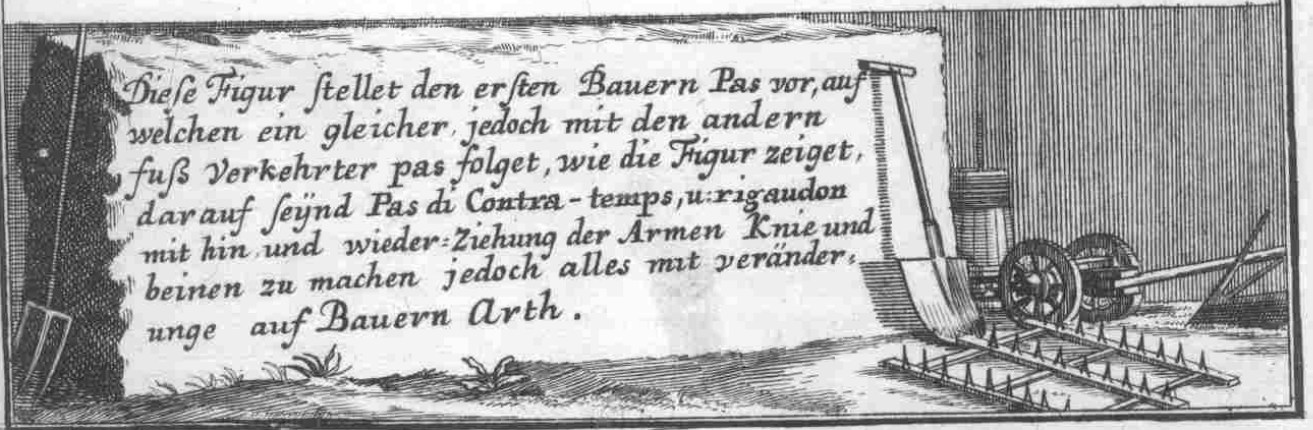 Diese Figur stellet den ersten Bauern Pas vor, auf
welchen ein gleicher, jedoch mit den andern
fuß Verkehrter pas folget, wie die Figur zeiget,
darauf seÿnd Pas di Contra-temps, u: rigaudon
mit hin und wieder=Ziehung der Armen Knie und
beinen zu machen jedoch alles mit veränder=
unge auf Bauern Arth.